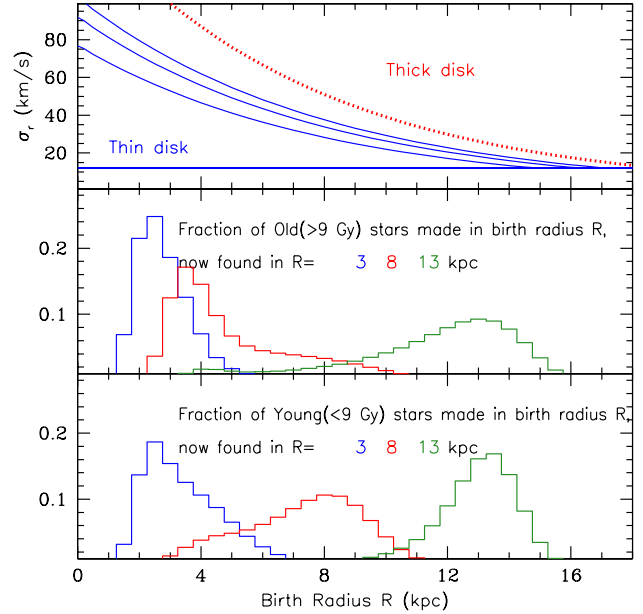 80
60
40
20
σr (km/s)
Thick disk
Thin disk
0.2
0.1
Fraction of Old(>9 Gy) stars made in birth radius R,
now found in R= 3 8 13 kpc
0.2
0.1
Fraction of Young(<9 Gy) stars made in birth radius R,
now found in R= 3 8 13 kpc
0 4 8 12 16
Birth Radius R (kpc)